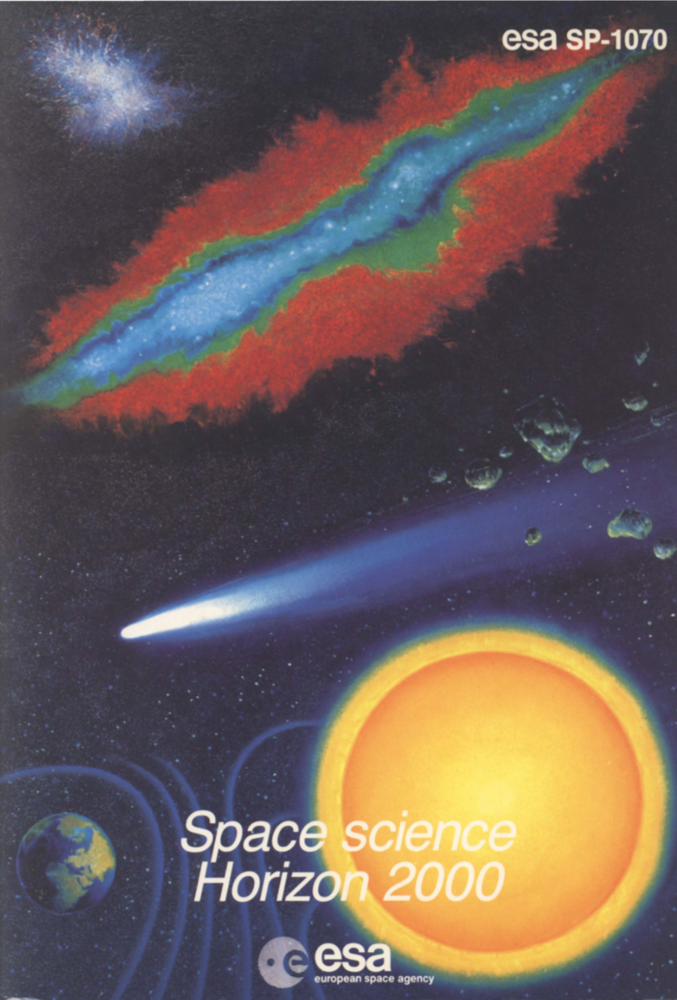 esa SP-1070
Space science
Horizon 2000
esa
european space agency